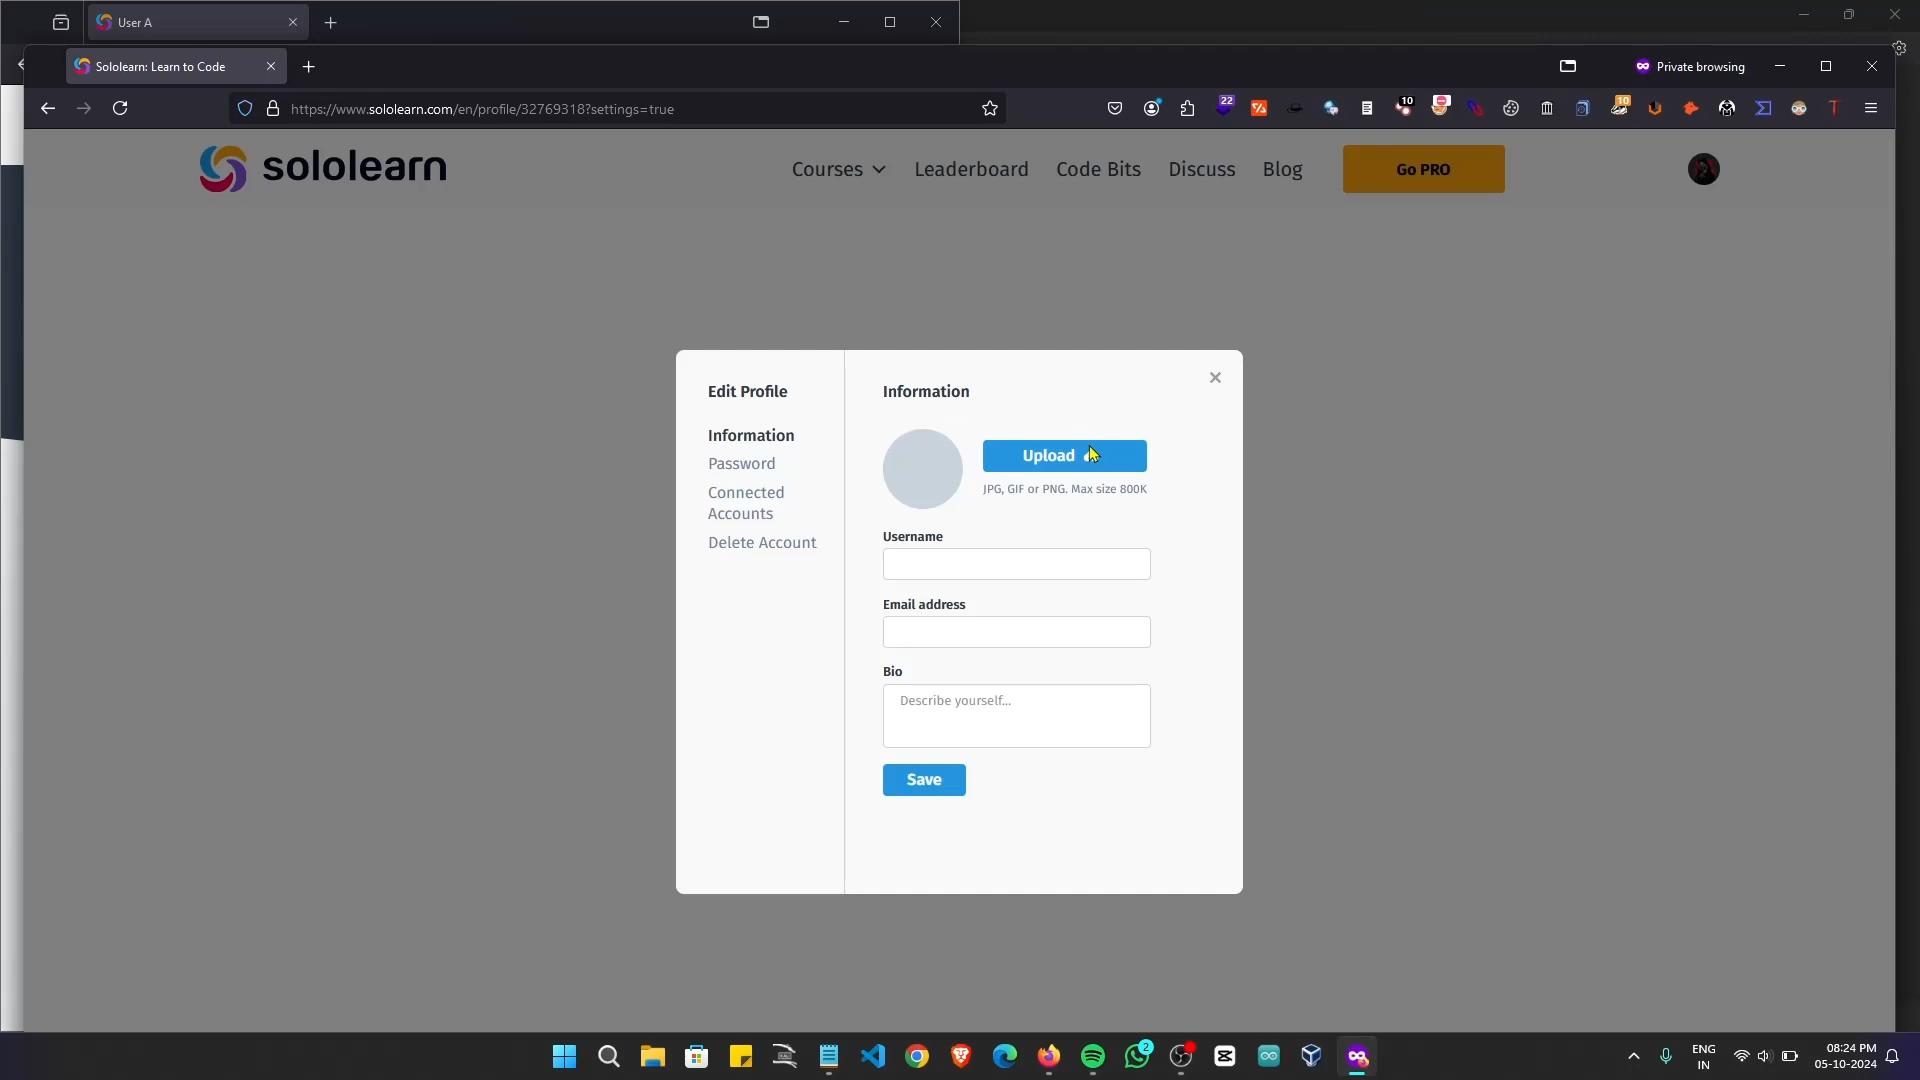 User A
Sololearn: Learn to Code
Private browsing
https://www.sololearn.com/en/profile/32769318?settings=true
22
10
10
sololearn
Courses
Leaderboard
Code Bits
Discuss
Blog
Go PRO
Edit Profile
Information
Password
Connected
Accounts
Delete Account
Information
Upload
JPG, GIF or PNG. Max size 800K
Username
Email address
Bio
Describe yourself...
Save
2
ENG
IN
08:24 PM
05-10-2024